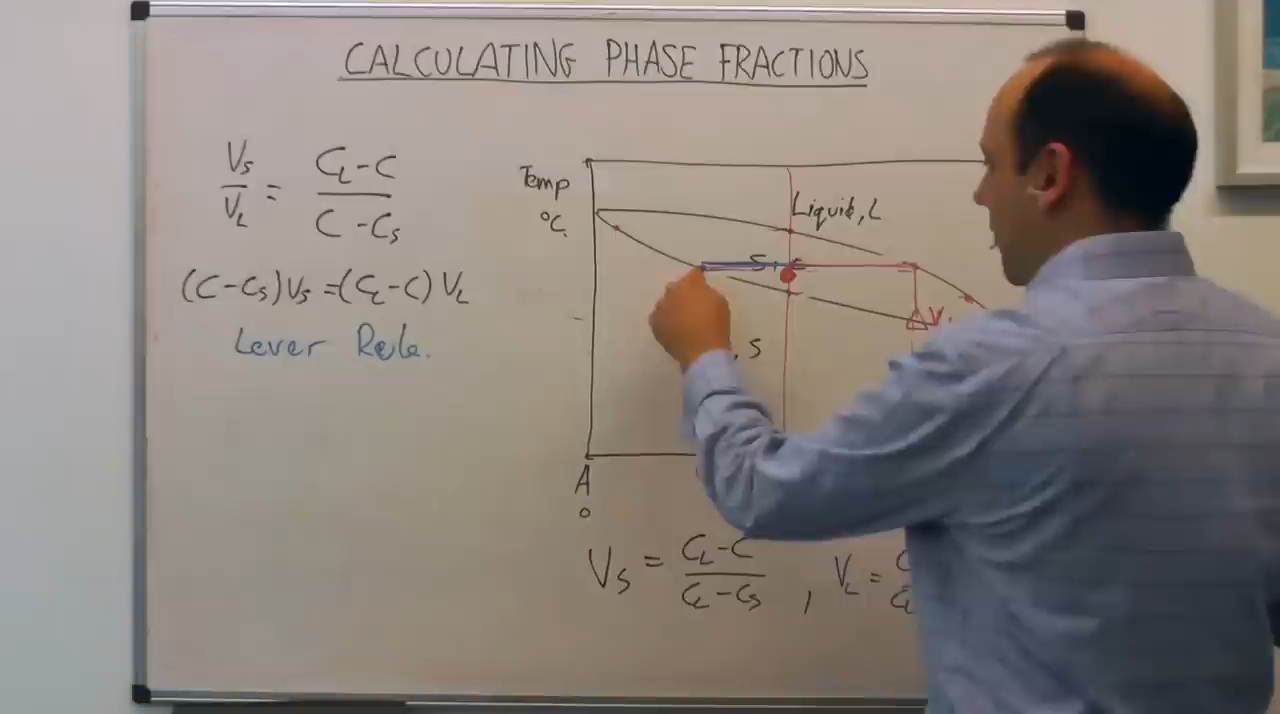 CALCULATING PHASE FRACTIONS
Vs/VL = CL-C / C-Cs
(C-Cs)Vs=(CL-C) VL
Lever Rule.
Temp
°C
Liquid, L
, S
A
0
Vs = CL-C / CL-Cs , VL =